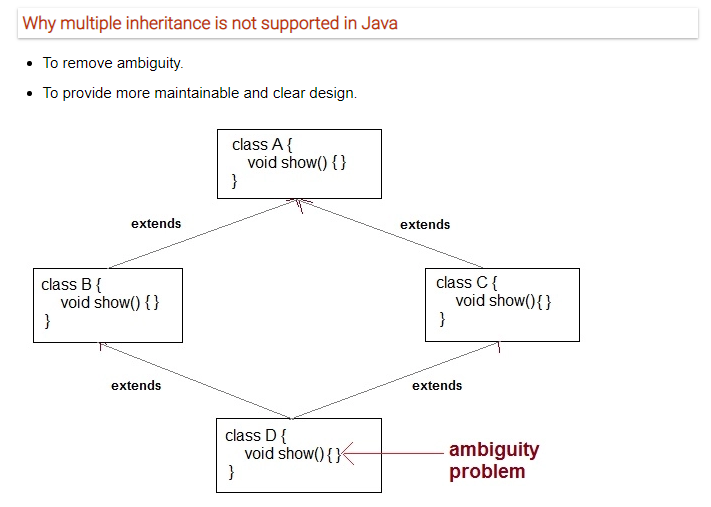 Why multiple inheritance is not supported in Java
• To remove ambiguity.
• To provide more maintainable and clear design.
class A {
void show() { }
}
extends
extends
class B {
void show() { }
}
class C {
void show(){ }
}
extends
extends
class D {
void show() { }
}
ambiguity
problem